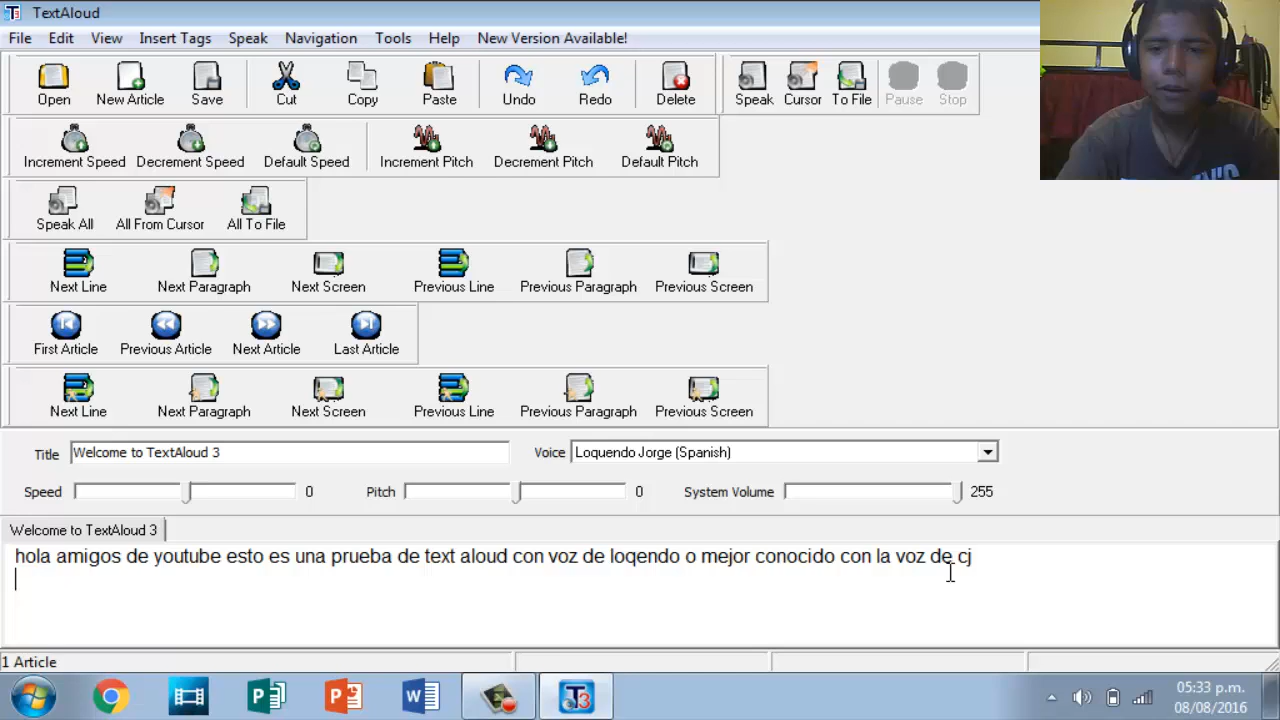 TextAloud
File Edit View Insert Tags Speak Navigation Tools Help New Version Available!
Open New Article Save Cut Copy Paste Undo Redo Delete Speak Cursor To File Pause Stop
Increment Speed Decrement Speed Default Speed Increment Pitch Decrement Pitch Default Pitch
Speak All All From Cursor All To File
Next Line Next Paragraph Next Screen Previous Line Previous Paragraph Previous Screen
First Article Previous Article Next Article Last Article
Next Line Next Paragraph Next Screen Previous Line Previous Paragraph Previous Screen
Title Welcome to TextAloud 3 Voice Loquendo Jorge (Spanish)
Speed 0 Pitch 0 System Volume 255
Welcome to TextAloud 3
hola amigos de youtube esto es una prueba de text aloud con voz de loqendo o mejor conocido con la voz de cj
1 Article
05:33 p.m.
08/08/2016